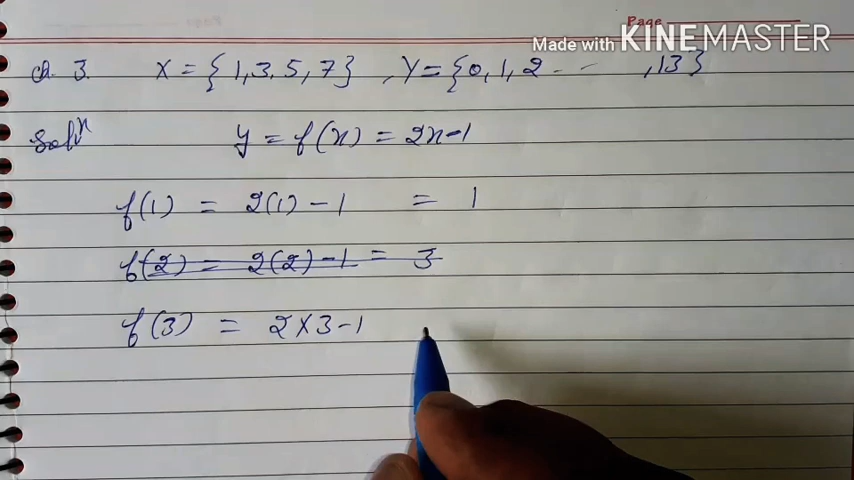 Page
Made with KINEMASTER
Q. 3. X = {1, 3, 5, 7} , Y = {0, 1, 2 - - - , 13}
Solⁿ y = f(x) = 2x-1
f(1) = 2(1) - 1 = 1
f(2) = 2(2) - 1 = 3
f(3) = 2×3-1